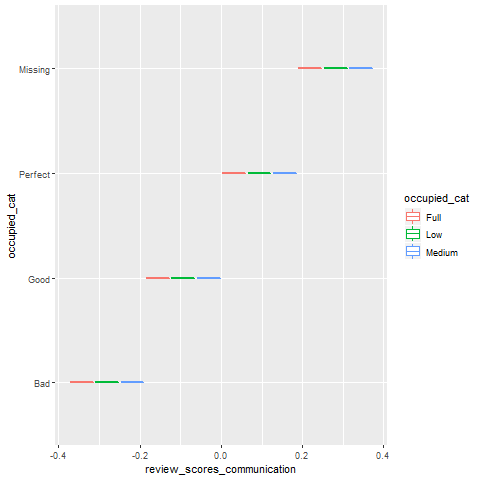 Missing
Perfect
Good
Bad
occupied_cat
-0.4 -0.2 0.0 0.2 0.4
review_scores_communication
occupied_cat
Full
Low
Medium